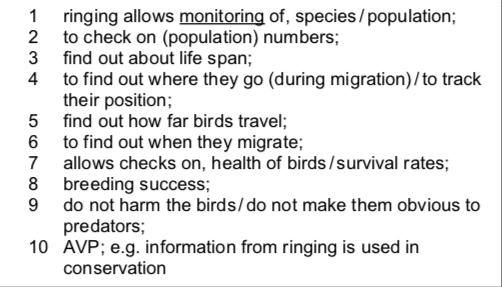 1 ringing allows monitoring of, species/population;
2 to check on (population) numbers;
3 find out about life span;
4 to find out where they go (during migration)/to track
their position;
5 find out how far birds travel;
6 to find out when they migrate;
7 allows checks on, health of birds/survival rates;
8 breeding success;
9 do not harm the birds/do not make them obvious to
predators;
10 AVP; e.g. information from ringing is used in
conservation